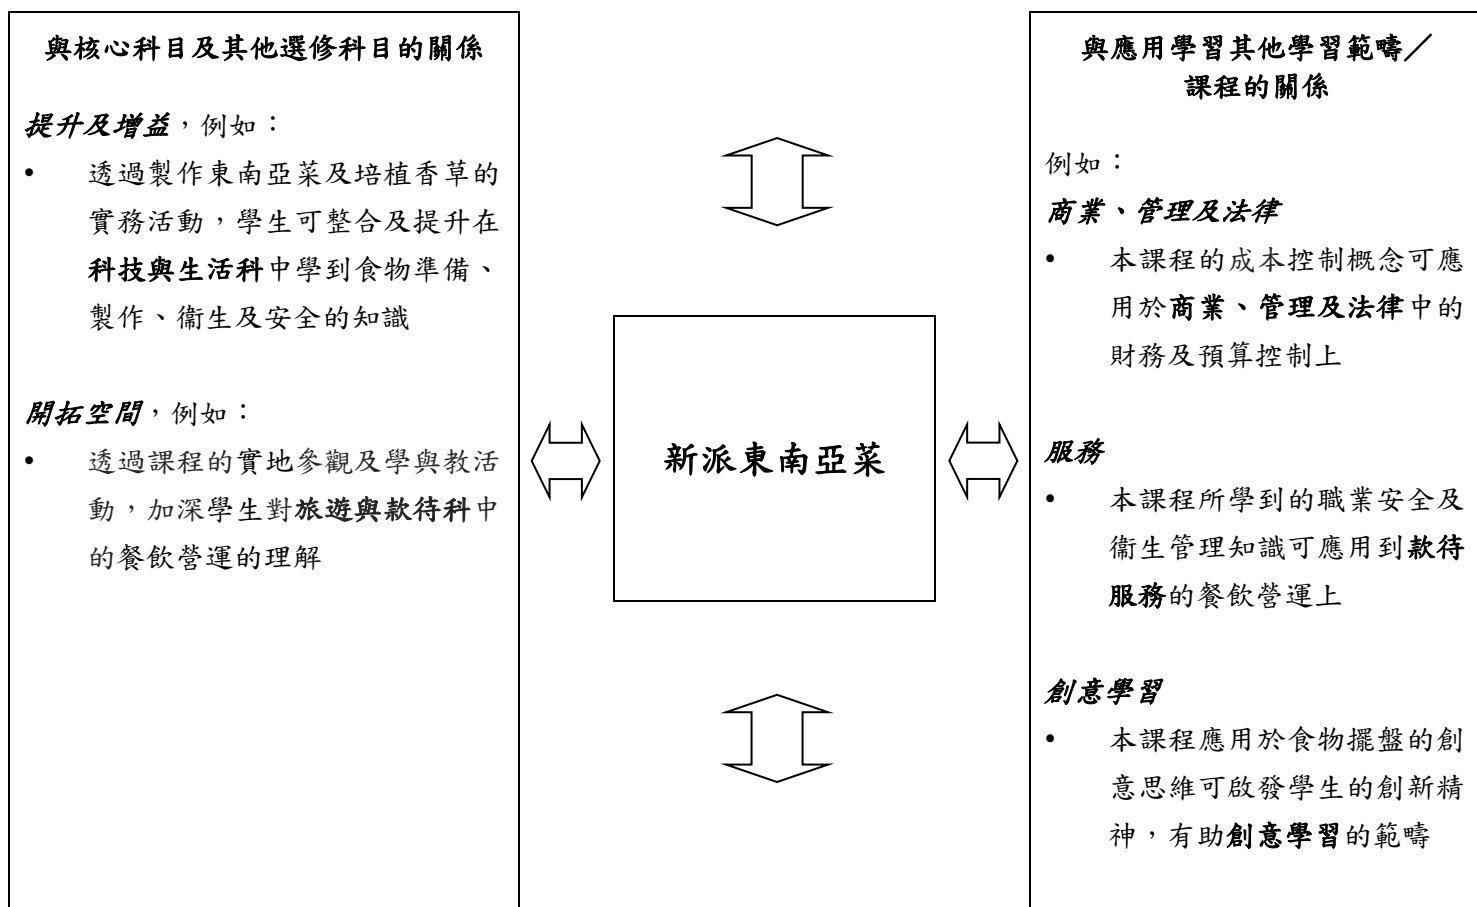 與核心科目及其他選修科目的關係
提升及增益，例如：
• 透過製作東南亞菜及培植香草的
實務活動，學生可整合及提升在
科技與生活科中學到食物準備、
製作、衞生及安全的知識
開拓空間，例如：
• 透過課程的實地參觀及學與教活
動，加深學生對旅遊與款待科中
的餐飲營運的理解
新派東南亞菜
與應用學習其他學習範疇／
課程的關係
例如：
商業、管理及法律
• 本課程的成本控制概念可應
用於商業、管理及法律中的
財務及預算控制上
服務
• 本課程所學到的職業安全及
衞生管理知識可應用到款待
服務的餐飲營運上
創意學習
• 本課程應用於食物擺盤的創
意思維可啟發學生的創新精
神，有助創意學習的範疇